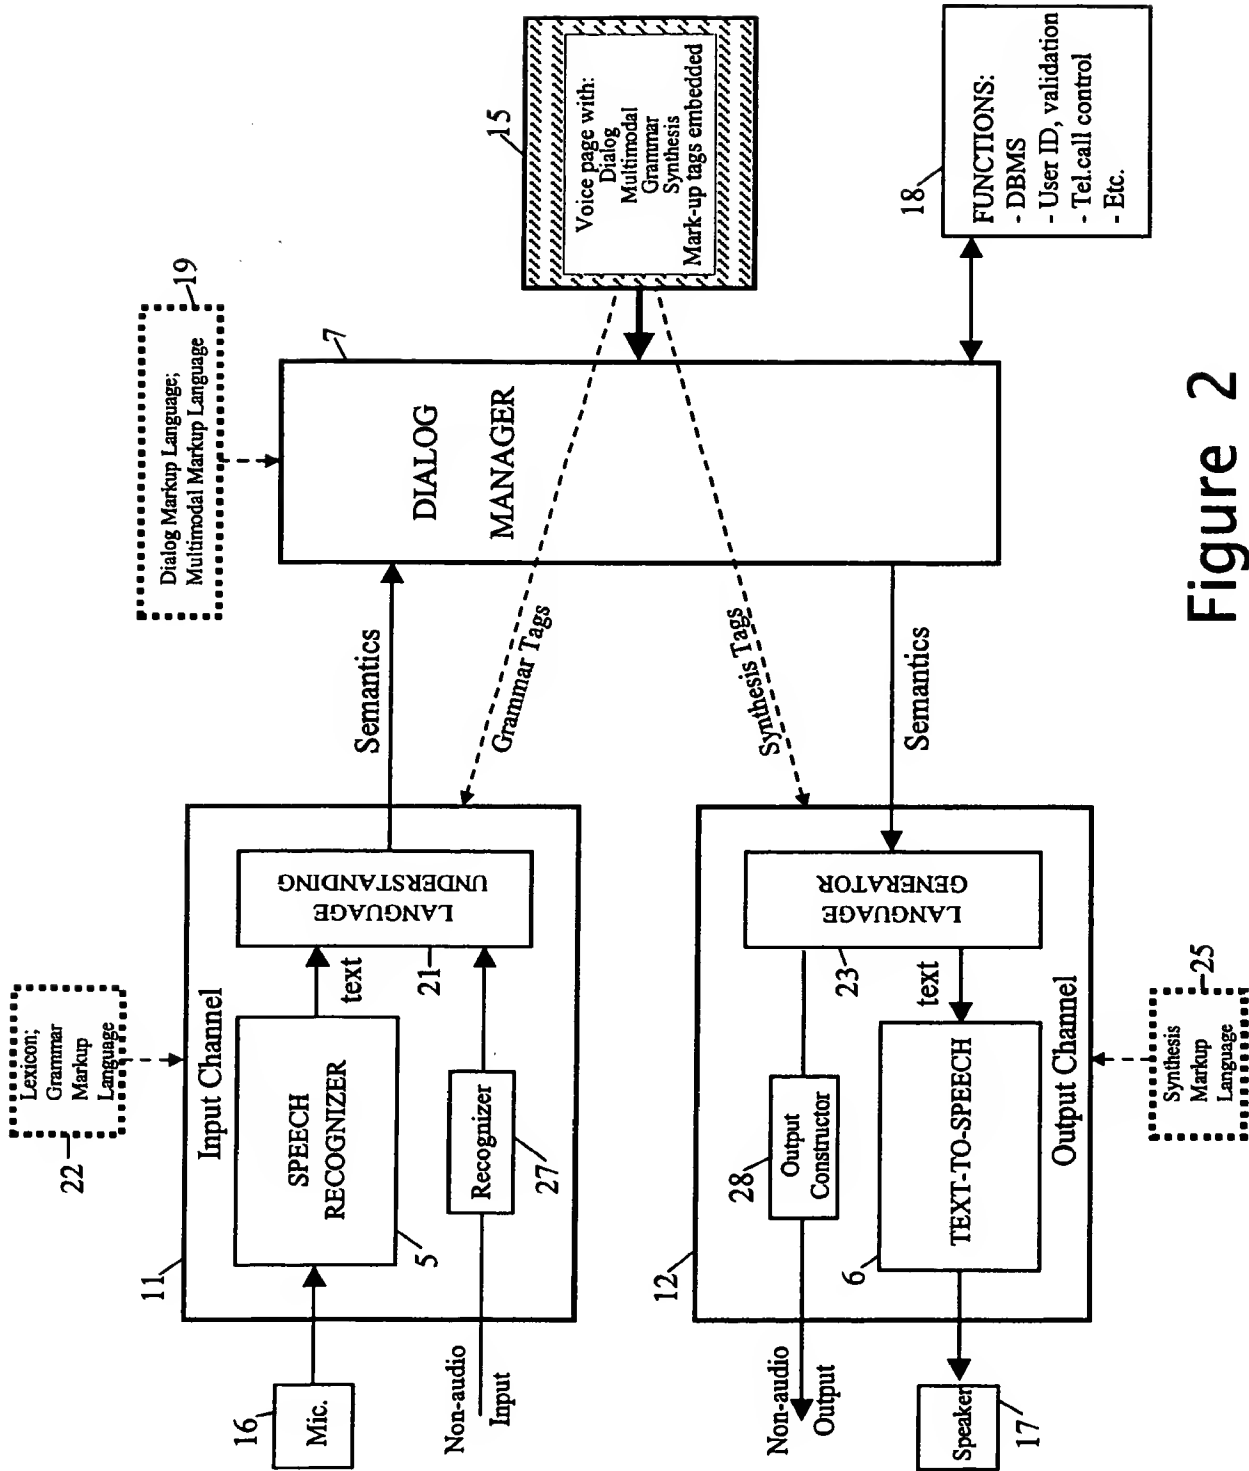 22
Lexicon;
Grammar
Markup
Language
Dialog Markup Language;
Multimodal Markup Language
19
11
Input Channel
16
Mic.
SPEECH
RECOGNIZER
5
text
LANGUAGE
UNDERSTANDING
21
Non-audio
Input
Recognizer
27
Semantics
Grammar Tags
7
DIALOG
MANAGER
15
Voice page with:
Dialog
Multimodal
Grammar
Synthesis
Mark-up tags embedded
12
Non-audio
Output
28
Output
Constructor
LANGUAGE
GENERATOR
23
text
6
TEXT-TO-SPEECH
Speaker
17
Output Channel
Synthesis Tags
Semantics
18
FUNCTIONS:
- DBMS
- User ID, validation
- Tel.call control
- Etc.
Synthesis
Markup
Language
25
Figure 2